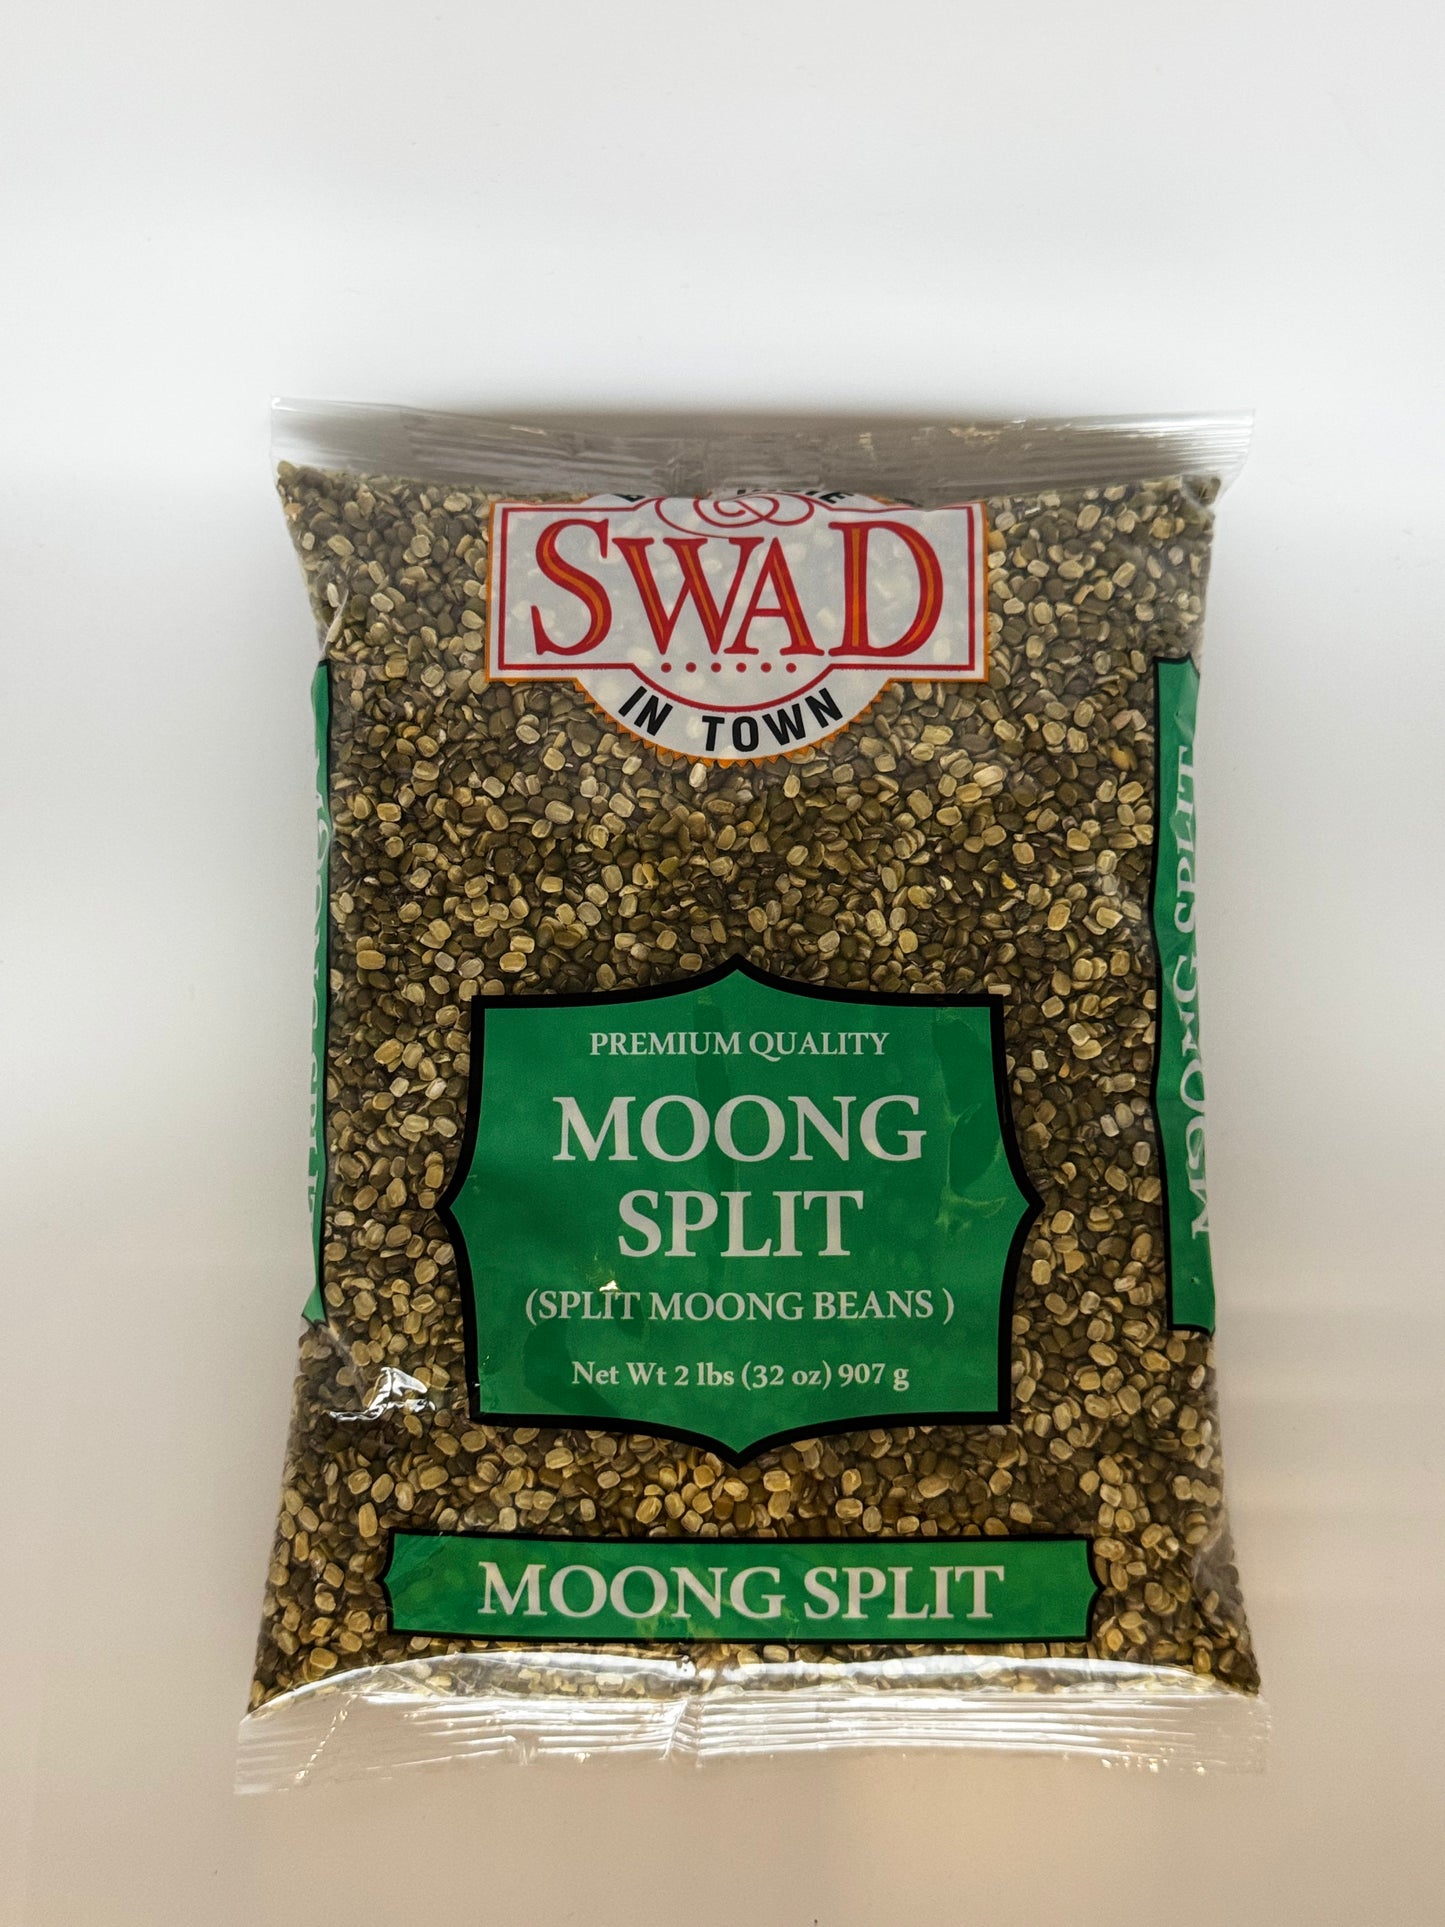 SWAD
IN TOWN
PREMIUM QUALITY
MOONG
SPLIT
(SPLIT MOONG BEANS )
Net Wt 2 lbs (32 oz) 907 g
MOONG SPLIT
MOONG SPLIT